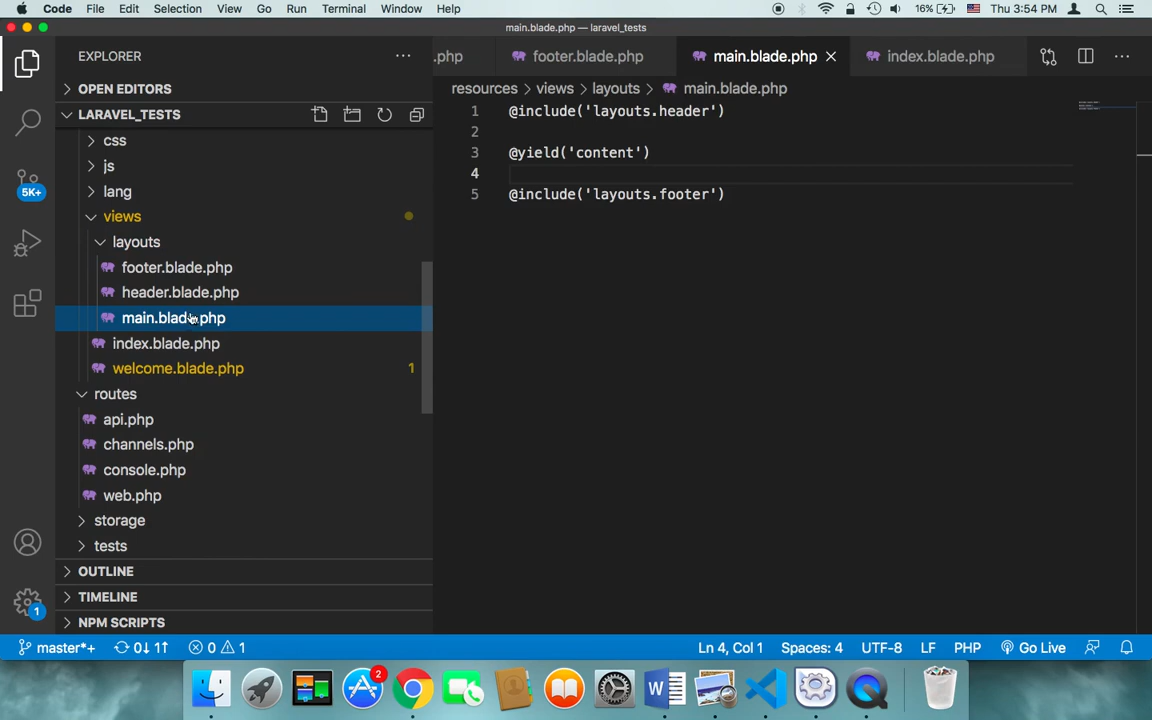 Code File Edit Selection View Go Run Terminal Window Help 16% Thu 3:54 PM
main.blade.php — laravel_tests
EXPLORER
.php footer.blade.php main.blade.php index.blade.php
OPEN EDITORS
resources views layouts main.blade.php
LARAVEL_TESTS
1 @include('layouts.header')
2
3 @yield('content')
4
5 @include('layouts.footer')
css
js
lang
5K+
views
layouts
footer.blade.php
header.blade.php
main.blade.php
index.blade.php
welcome.blade.php 1
routes
api.php
channels.php
console.php
web.php
storage
tests
OUTLINE
TIMELINE
1
NPM SCRIPTS
master*+ 0↓ 1↑ 0 1 Ln 4, Col 1 Spaces: 4 UTF-8 LF PHP Go Live
2